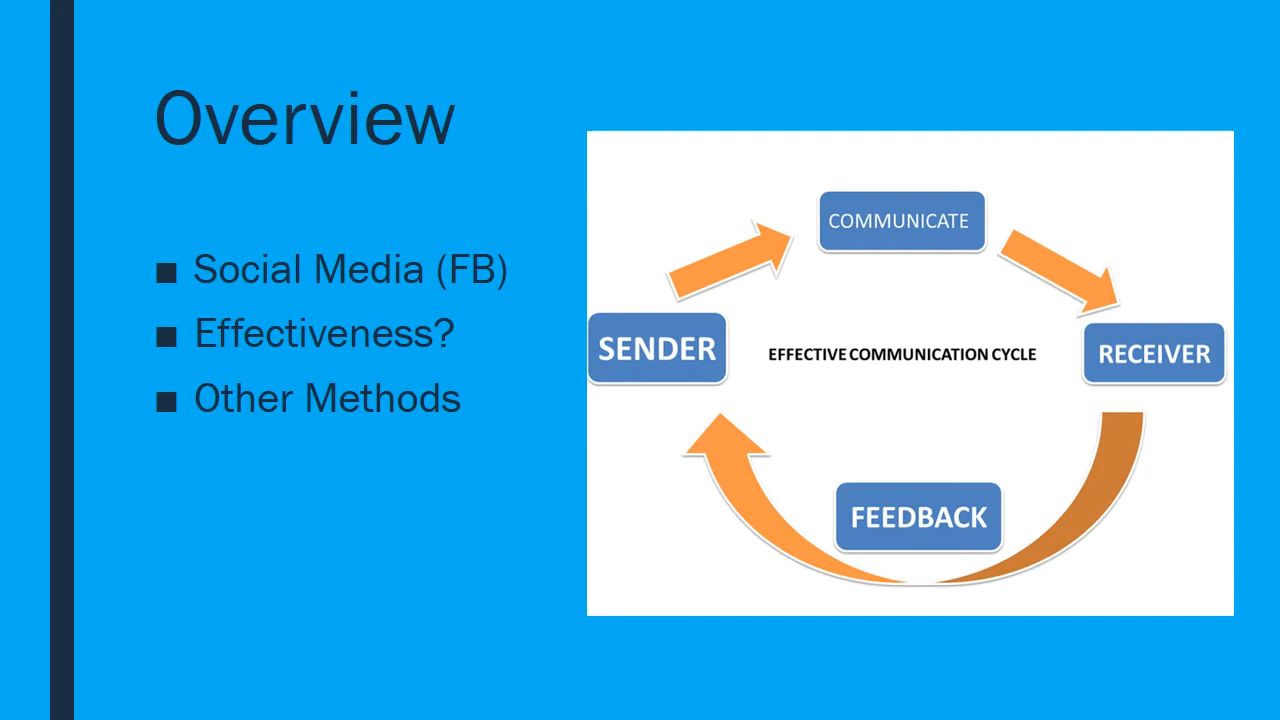 Overview
■ Social Media (FB)
■ Effectiveness?
■ Other Methods
COMMUNICATE
SENDER
EFFECTIVE COMMUNICATION CYCLE
RECEIVER
FEEDBACK